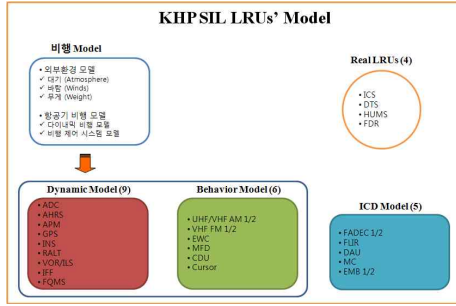 KHP SIL LRUs' Model
비행 Model
• 외부환경 모델
✓ 대기 (Atmosphere)
✓ 바람 (Winds)
✓ 무게 (Weight)
• 항공기 비행 모델
✓ 다이내믹 비행 모델
✓ 비행 제어 시스템 모델
Real LRUs (4)
• ICS
• DTS
• HUMS
• FDR
Dynamic Model (9)
• ADC
• AHRS
• APM
• GPS
• INS
• RALT
• VOR/ILS
• IFF
• FQMS
Behavior Model (6)
• UHF/VHF AM 1/2
• VHF FM 1/2
• EWC
• MFD
• CDU
• Cursor
ICD Model (5)
• FADEC 1/2
• FLIR
• DAU
• MC
• EMB 1/2